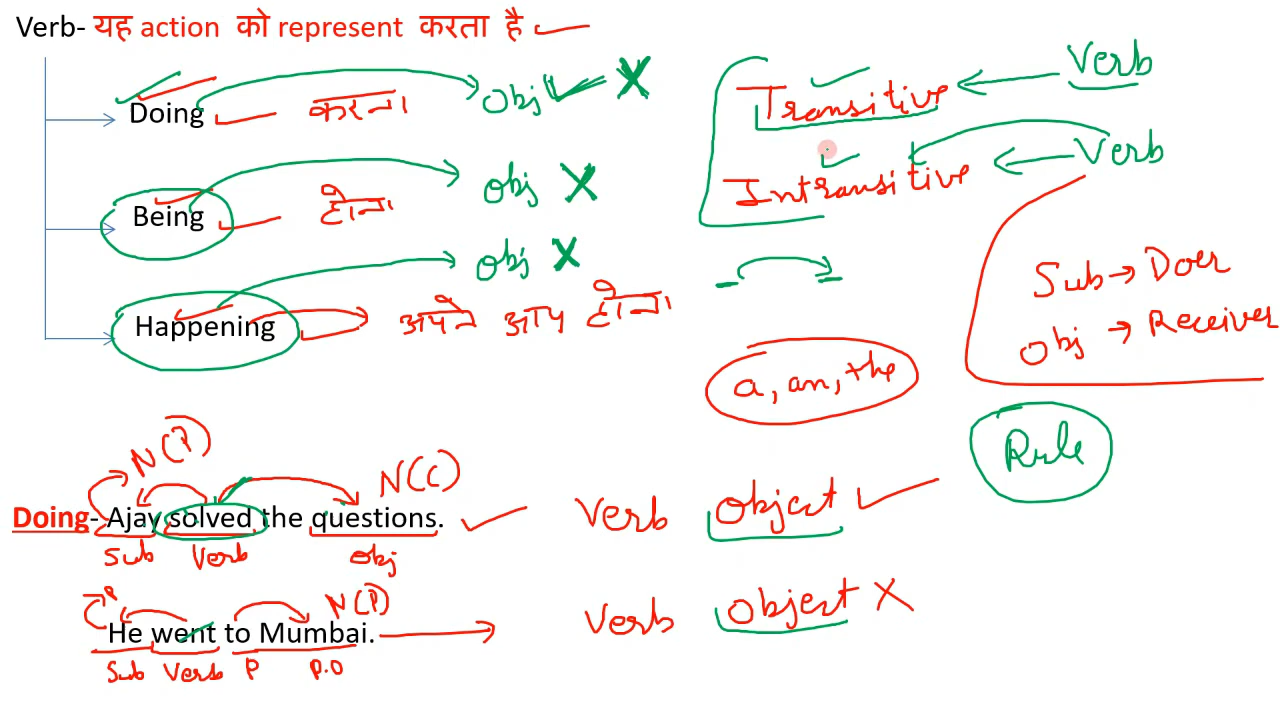 Verb- यह action को represent करता है
Doing करना obj
Being होना obj
Happening अपने आप होना obj
Transitive Verb
Intransitive Verb
Sub → Doer
Obj → Receiver
a, an, the
Rule
N(P) N(C)
Doing- Ajay solved the questions. Verb Object
Sub Verb Obj
P N(P)
He went to Mumbai. Verb Object X
Sub Verb P P.O